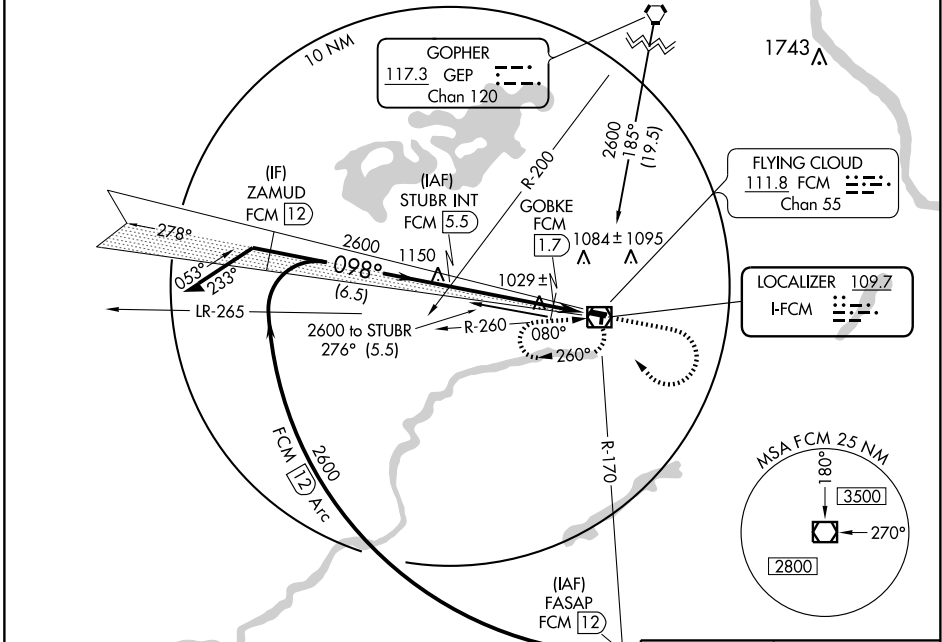 10 NM
GOPHER
117.3 GEP
Chan 120
1743
2600
185°
(19.5)
R-200
FLYING CLOUD
111.8 FCM
Chan 55
(IF)
ZAMUD
FCM 12
(IAF)
STUBR INT
FCM 5.5
GOBKE
FCM
1.7
1084 ± 1095
278°
2600
1150
053°
233°
098°
(6.5)
1029 ±
LOCALIZER 109.7
I-FCM
LR-265
2600 to STUBR
276° (5.5)
R-260
080°
260°
FCM 12 Arc
2600
R-170
MSA FCM 25 NM
180°
3500
270°
2800
(IAF)
FASAP
FCM 12